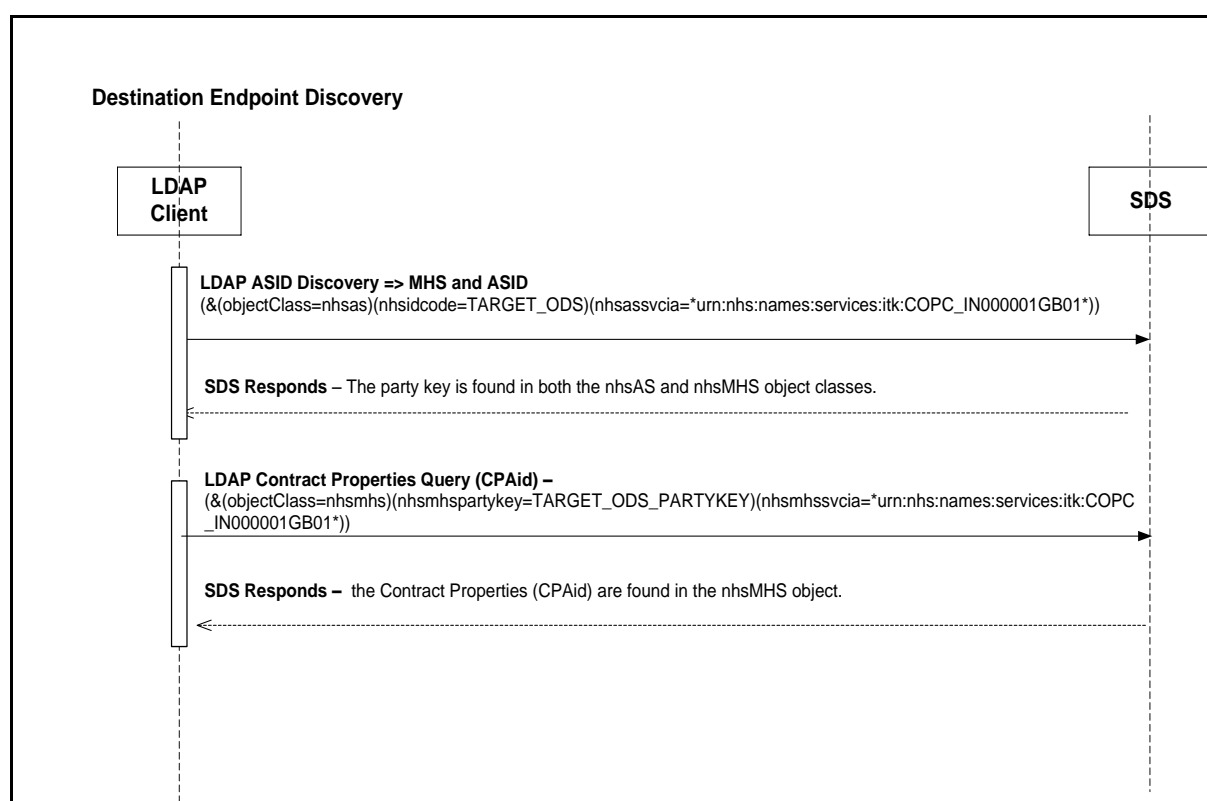 Destination Endpoint Discovery
LDAP
Client
SDS
LDAP ASID Discovery => MHS and ASID
(&(objectClass=nhsas)(nhsidcode=TARGET_ODS)(nhsassvcia=*urn:nhs:names:services:itk:COPC_IN000001GB01*))
SDS Responds – The party key is found in both the nhsAS and nhsMHS object classes.
LDAP Contract Properties Query (CPAid) –
(&(objectClass=nhsmhs)(nhsmhspartykey=TARGET_ODS_PARTYKEY)(nhsmhssvcia=*urn:nhs:names:services:itk:COPC
_IN000001GB01*))
SDS Responds – the Contract Properties (CPAid) are found in the nhsMHS object.